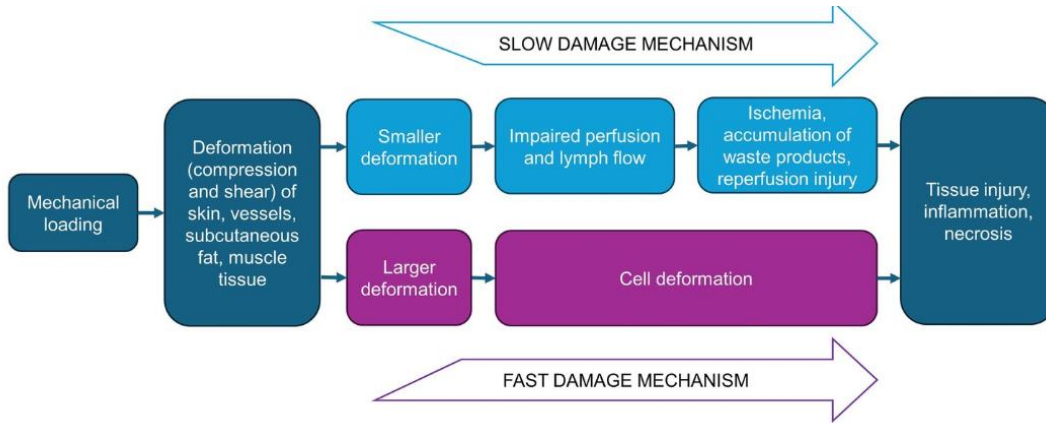 SLOW DAMAGE MECHANISM
Mechanical
loading
Deformation
(compression
and shear) of
skin, vessels,
subcutaneous
fat, muscle
tissue
Smaller
deformation
Impaired perfusion
and lymph flow
Ischemia,
accumulation of
waste products,
reperfusion injury
Larger
deformation
Cell deformation
Tissue injury,
inflammation,
necrosis
FAST DAMAGE MECHANISM